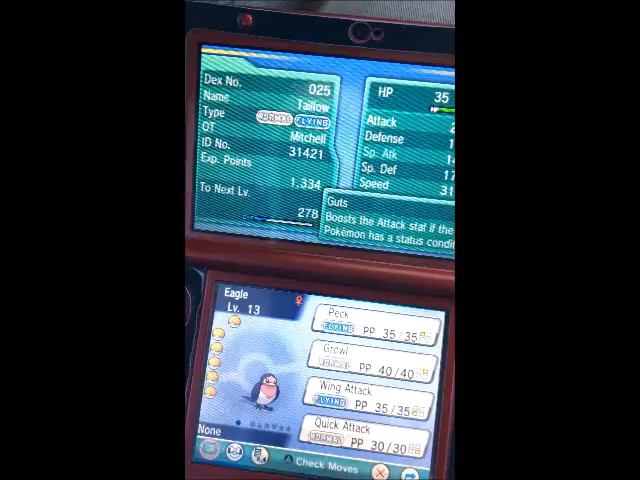 Dex No. 025
Name Taillow
Type NORMAL FLYING
OT Mitchell
ID No. 31421
Exp. Points
1,334
To Next Lv.
278
HP 35
Attack
Defense
Sp. Atk
Sp. Def 17
Speed 31
Guts
Boosts the Attack stat if the
Pokémon has a status
Eagle
Lv. 13
None
Peck
FLYING PP 35/35
Growl
NORMAL PP 40/40
Wing Attack
FLYING PP 35/35
Quick Attack
NORMAL PP 30/30
Check Moves